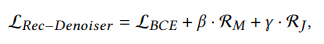 ℒ_{Rec−Denoiser} = ℒ_{BCE} + β · ℛ_M + γ · ℛ_J,